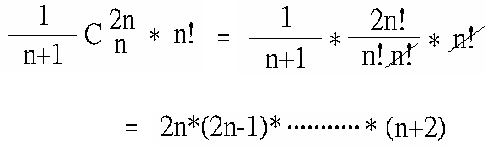 1/(n+1) C 2n n * n! = 1/(n+1) * 2n!/(n! n!) * n!
= 2n*(2n-1)* ··········· * (n+2)